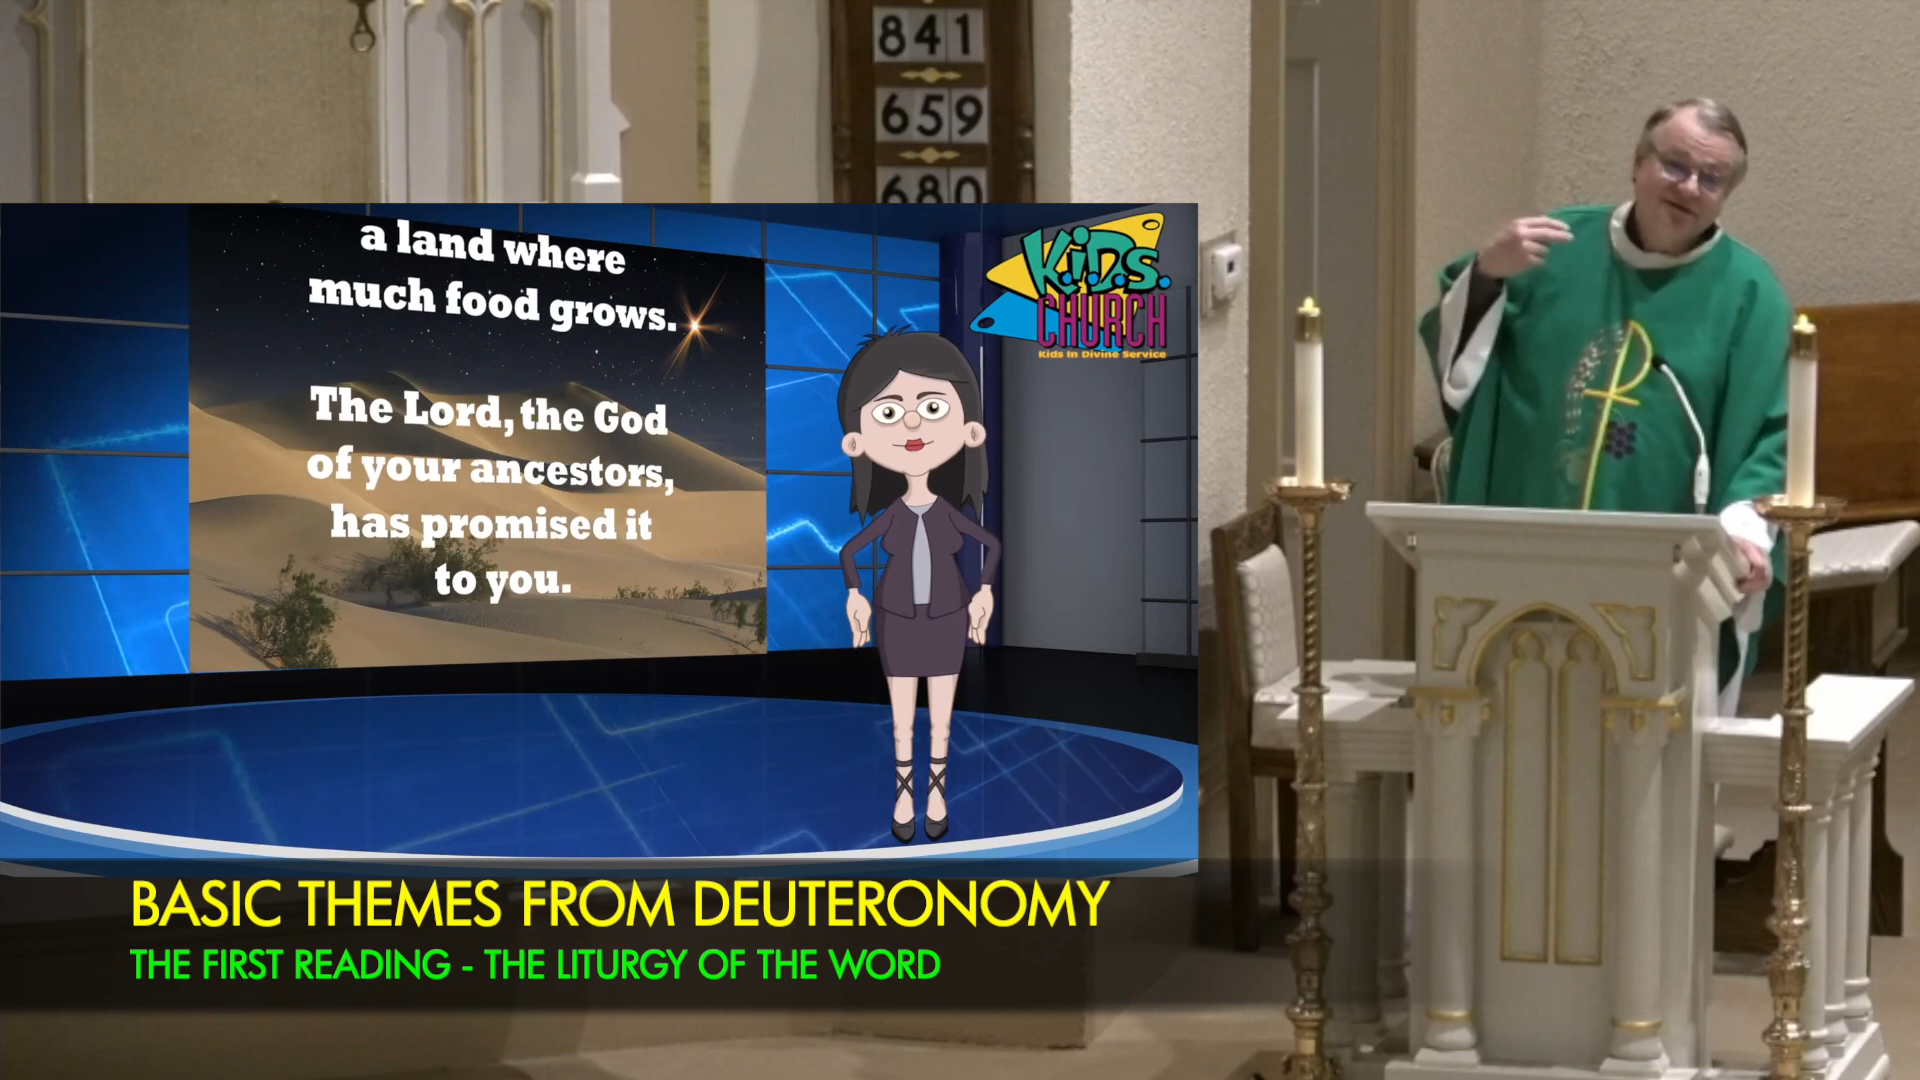 841
659
680
a land where
much food grows.
The Lord, the God
of your ancestors,
has promised it
to you.
K.i.D.s.
CHURCH
Kids In Divine Service
BASIC THEMES FROM DEUTERONOMY
THE FIRST READING - THE LITURGY OF THE WORD